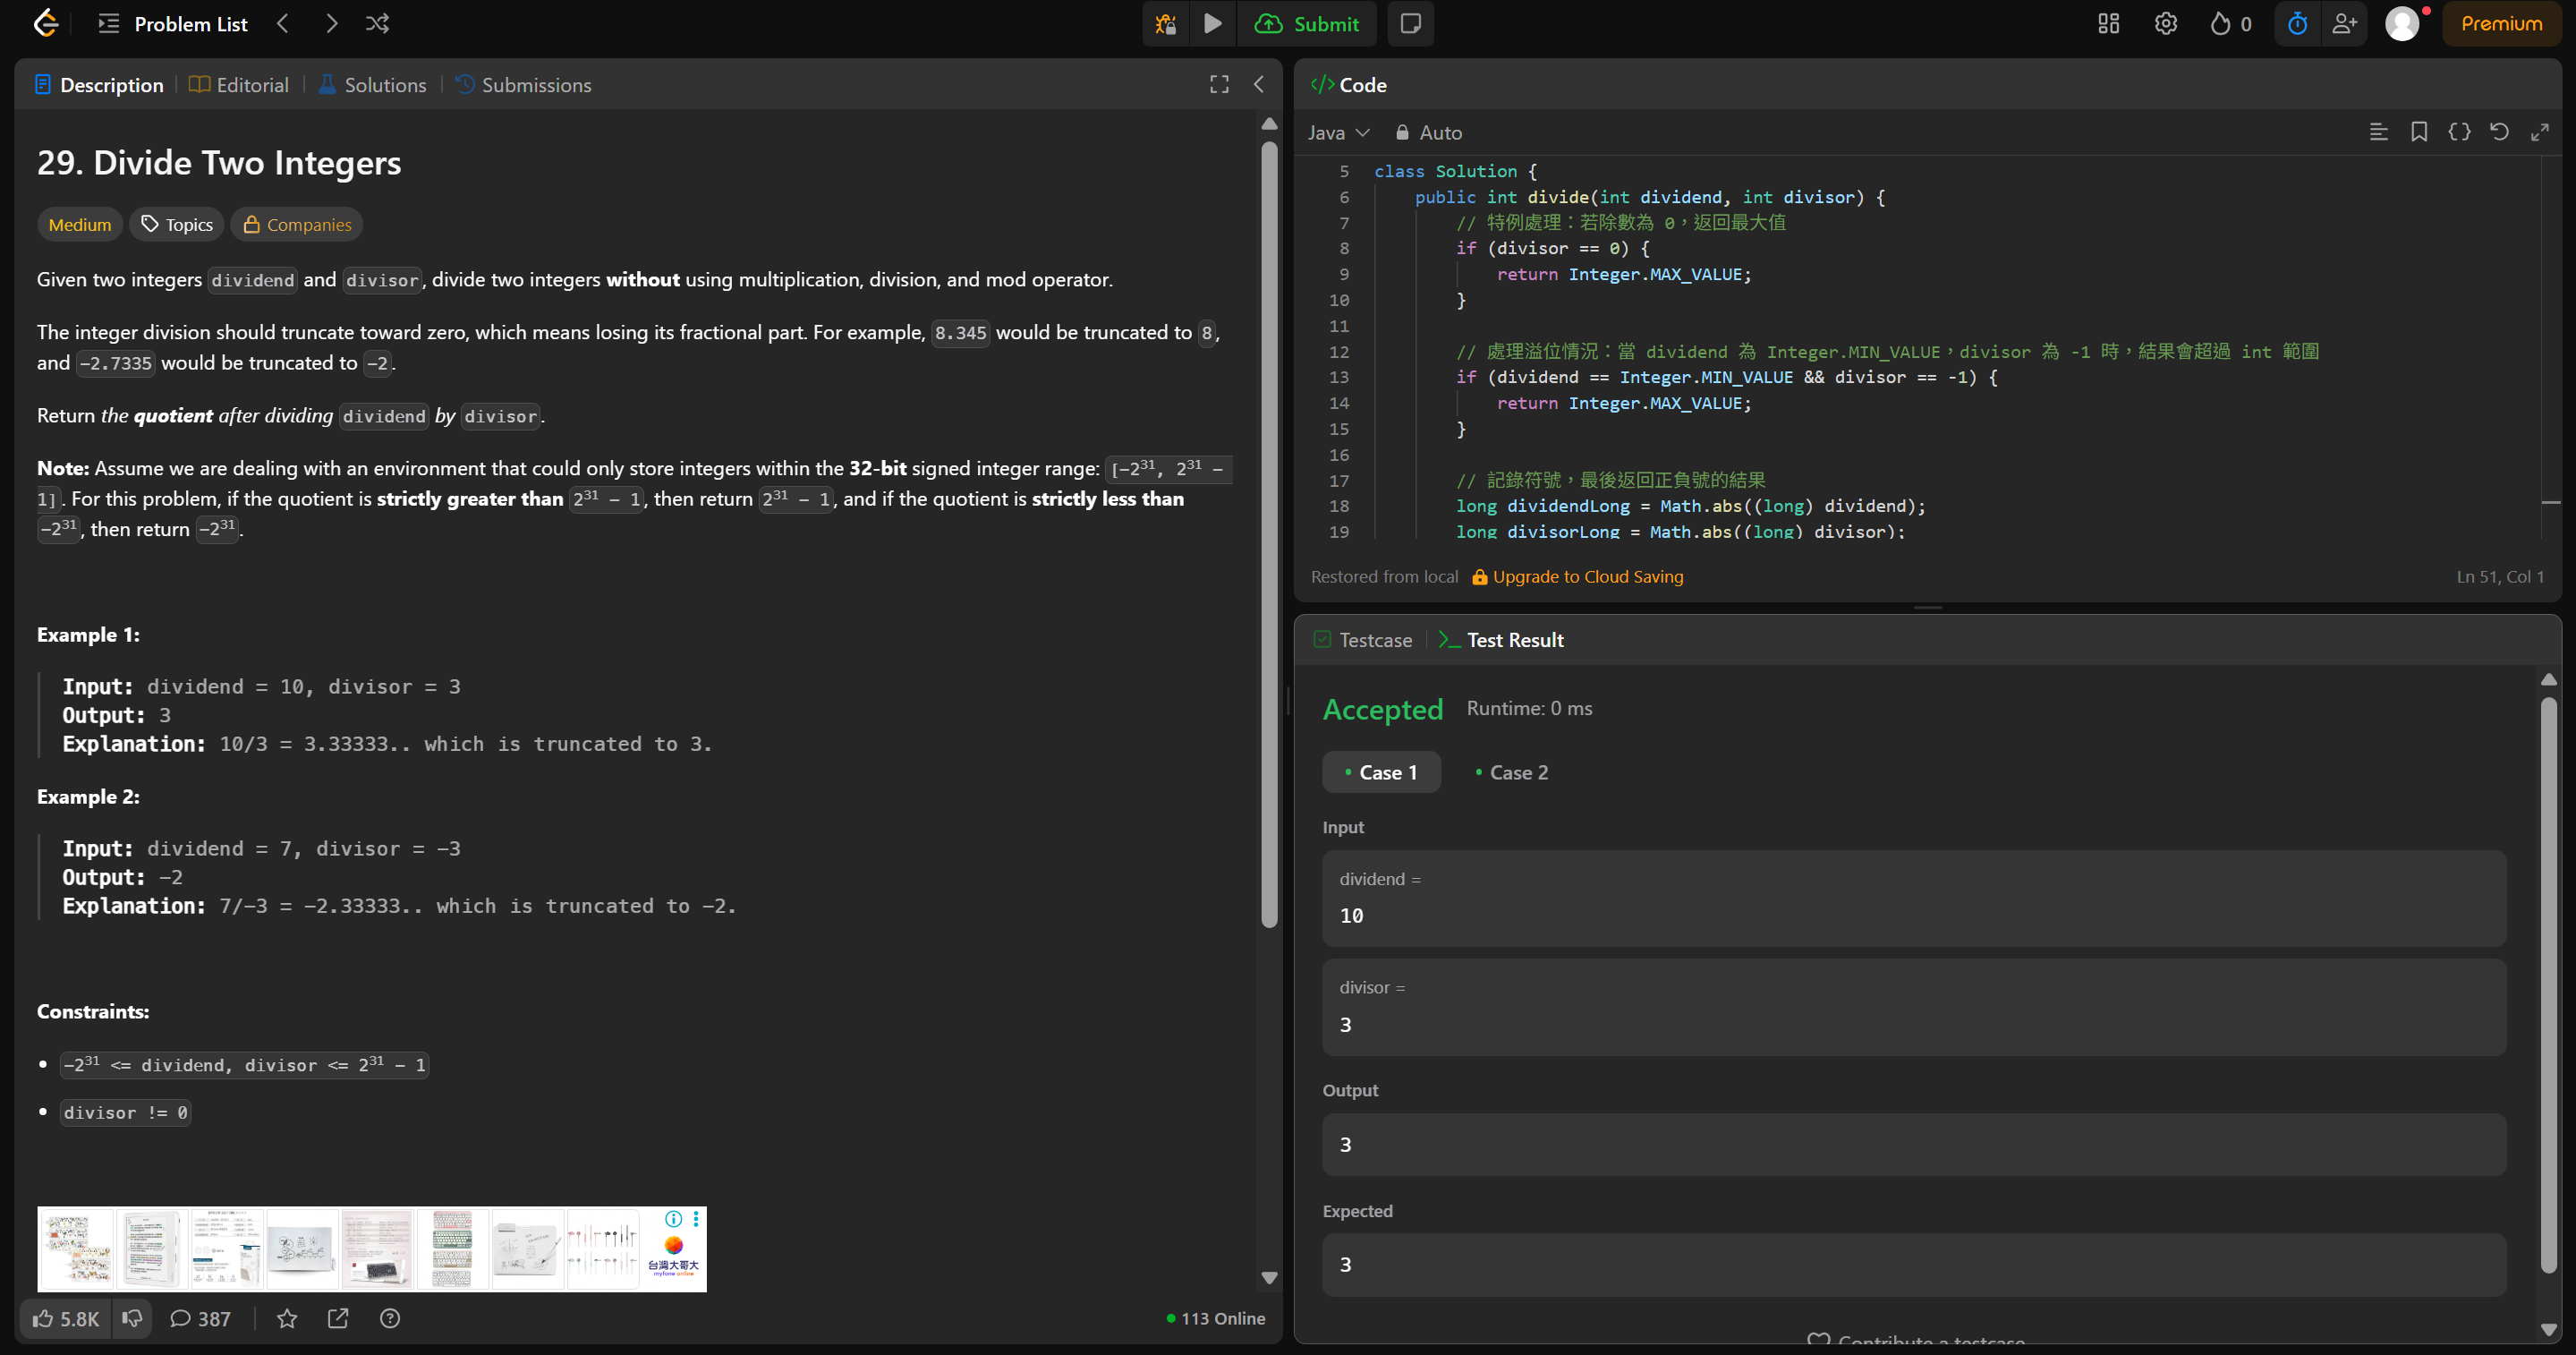 Problem List
Submit
0
Premium
Description
Editorial
Solutions
Submissions
29. Divide Two Integers
Medium
Topics
Companies
Given two integers dividend and divisor, divide two integers without using multiplication, division, and mod operator.
The integer division should truncate toward zero, which means losing its fractional part. For example, 8.345 would be truncated to 8,
and -2.7335 would be truncated to -2.
Return the quotient after dividing dividend by divisor.
Note: Assume we are dealing with an environment that could only store integers within the 32-bit signed integer range: [−2³¹, 2³¹ −
1]. For this problem, if the quotient is strictly greater than 2³¹ - 1, then return 2³¹ - 1, and if the quotient is strictly less than
-2³¹, then return -2³¹.
Example 1:
Input: dividend = 10, divisor = 3
Output: 3
Explanation: 10/3 = 3.33333.. which is truncated to 3.
Example 2:
Input: dividend = 7, divisor = -3
Output: -2
Explanation: 7/-3 = -2.33333.. which is truncated to -2.
Constraints:
-2³¹ <= dividend, divisor <= 2³¹ - 1
divisor != 0
台灣大哥大
myfone online
5.8K
387
113 Online
Code
Java
Auto
5 class Solution {
6 public int divide(int dividend, int divisor) {
7 // 特例處理：若除數為 0，返回最大值
8 if (divisor == 0) {
9 return Integer.MAX_VALUE;
10 }
11
12 // 處理溢位情況：當 dividend 為 Integer.MIN_VALUE，divisor 為 -1 時，結果會超過 int 範圍
13 if (dividend == Integer.MIN_VALUE && divisor == -1) {
14 return Integer.MAX_VALUE;
15 }
16
17 // 記錄符號，最後返回正負號的結果
18 long dividendLong = Math.abs((long) dividend);
19 long divisorLong = Math.abs((long) divisor);
Restored from local
Upgrade to Cloud Saving
Ln 51, Col 1
Testcase
Test Result
Accepted
Runtime: 0 ms
Case 1
Case 2
Input
dividend =
10
divisor =
3
Output
3
Expected
3
Contribute a testcase